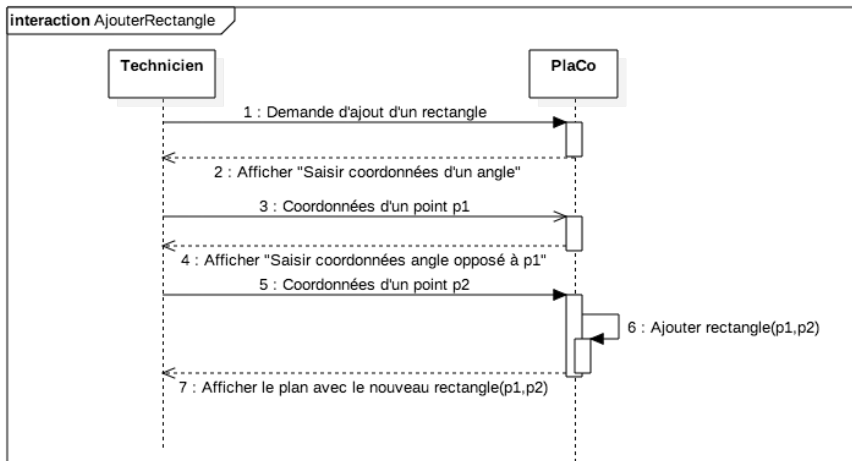 interaction AjouterRectangle
Technicien
PlaCo
1 : Demande d'ajout d'un rectangle
2 : Afficher "Saisir coordonnées d'un angle"
3 : Coordonnées d'un point p1
4 : Afficher "Saisir coordonnées angle opposé à p1"
5 : Coordonnées d'un point p2
6 : Ajouter rectangle(p1,p2)
7 : Afficher le plan avec le nouveau rectangle(p1,p2)